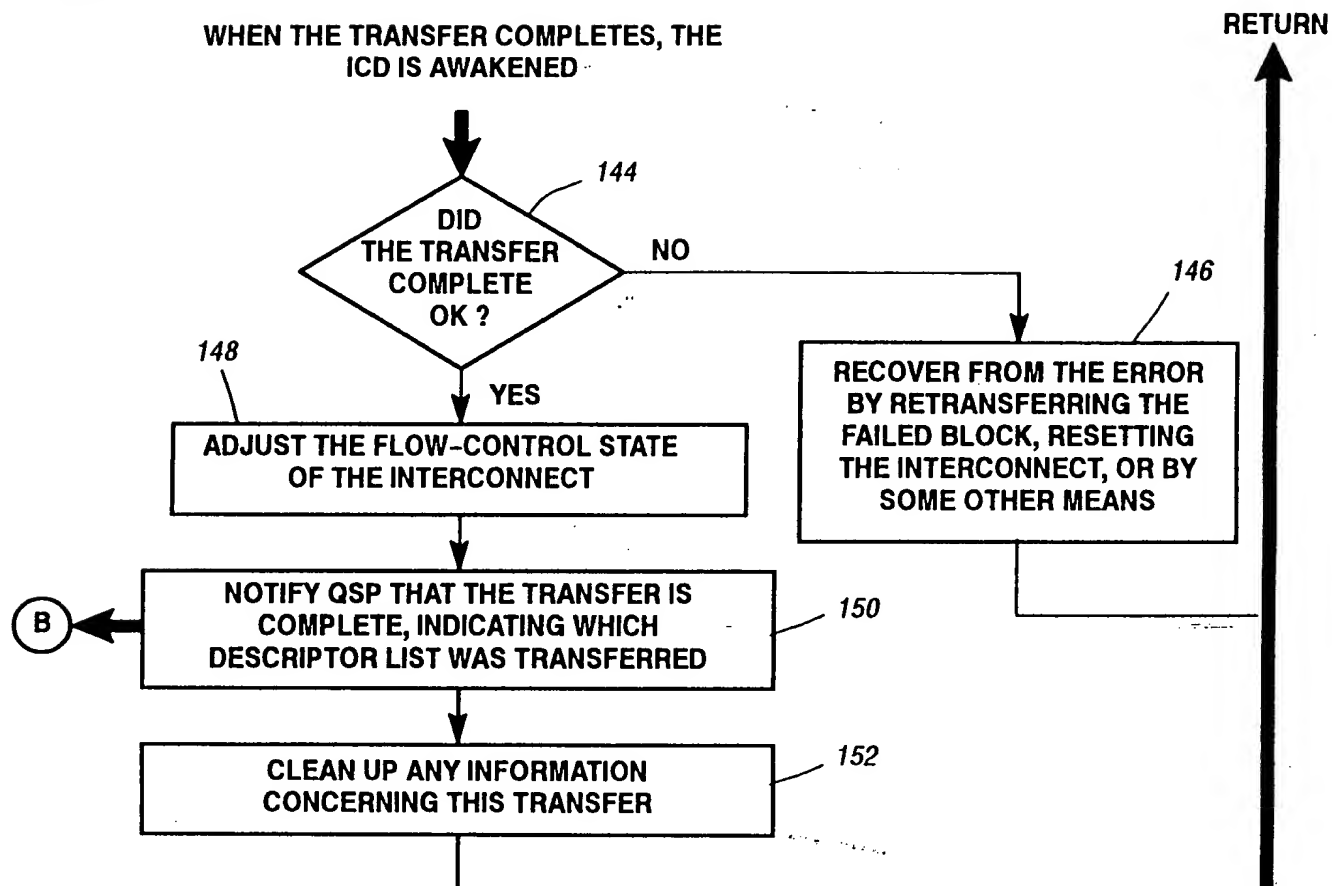 WHEN THE TRANSFER COMPLETES, THE
ICD IS AWAKENED
RETURN
144
DID
THE TRANSFER
COMPLETE
OK ?
NO
146
RECOVER FROM THE ERROR
BY RETRANSFERRING THE
FAILED BLOCK, RESETTING
THE INTERCONNECT, OR BY
SOME OTHER MEANS
148
YES
ADJUST THE FLOW-CONTROL STATE
OF THE INTERCONNECT
B
NOTIFY QSP THAT THE TRANSFER IS
COMPLETE, INDICATING WHICH
DESCRIPTOR LIST WAS TRANSFERRED
150
152
CLEAN UP ANY INFORMATION
CONCERNING THIS TRANSFER